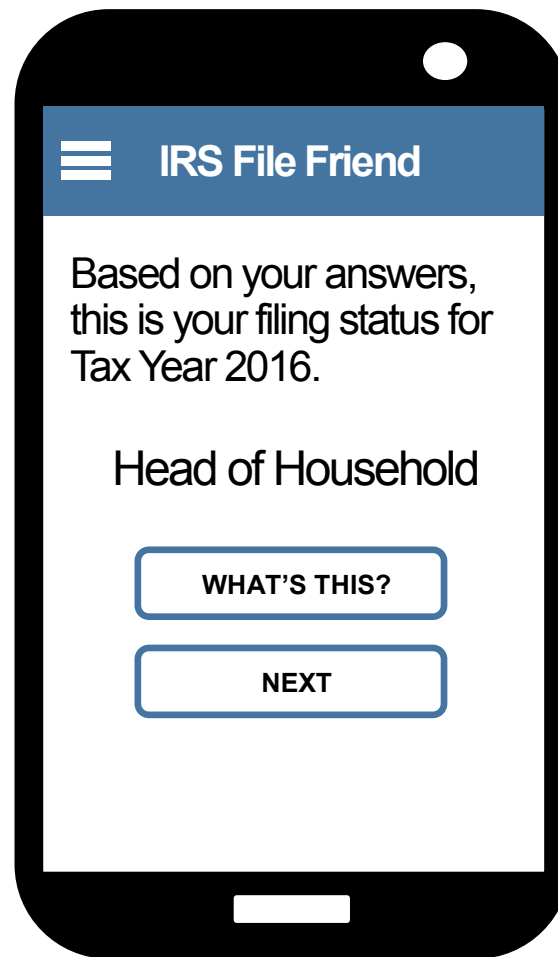 IRS File Friend
Based on your answers,
this is your filing status for
Tax Year 2016.
Head of Household
WHAT’S THIS?
NEXT